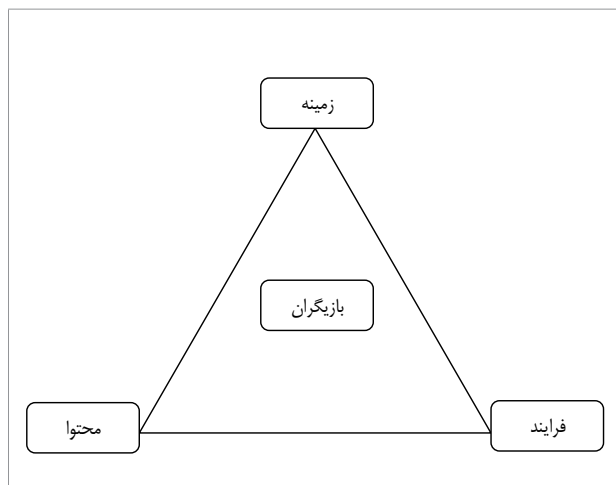 زمینه
بازیگران
فرایند
محتوا